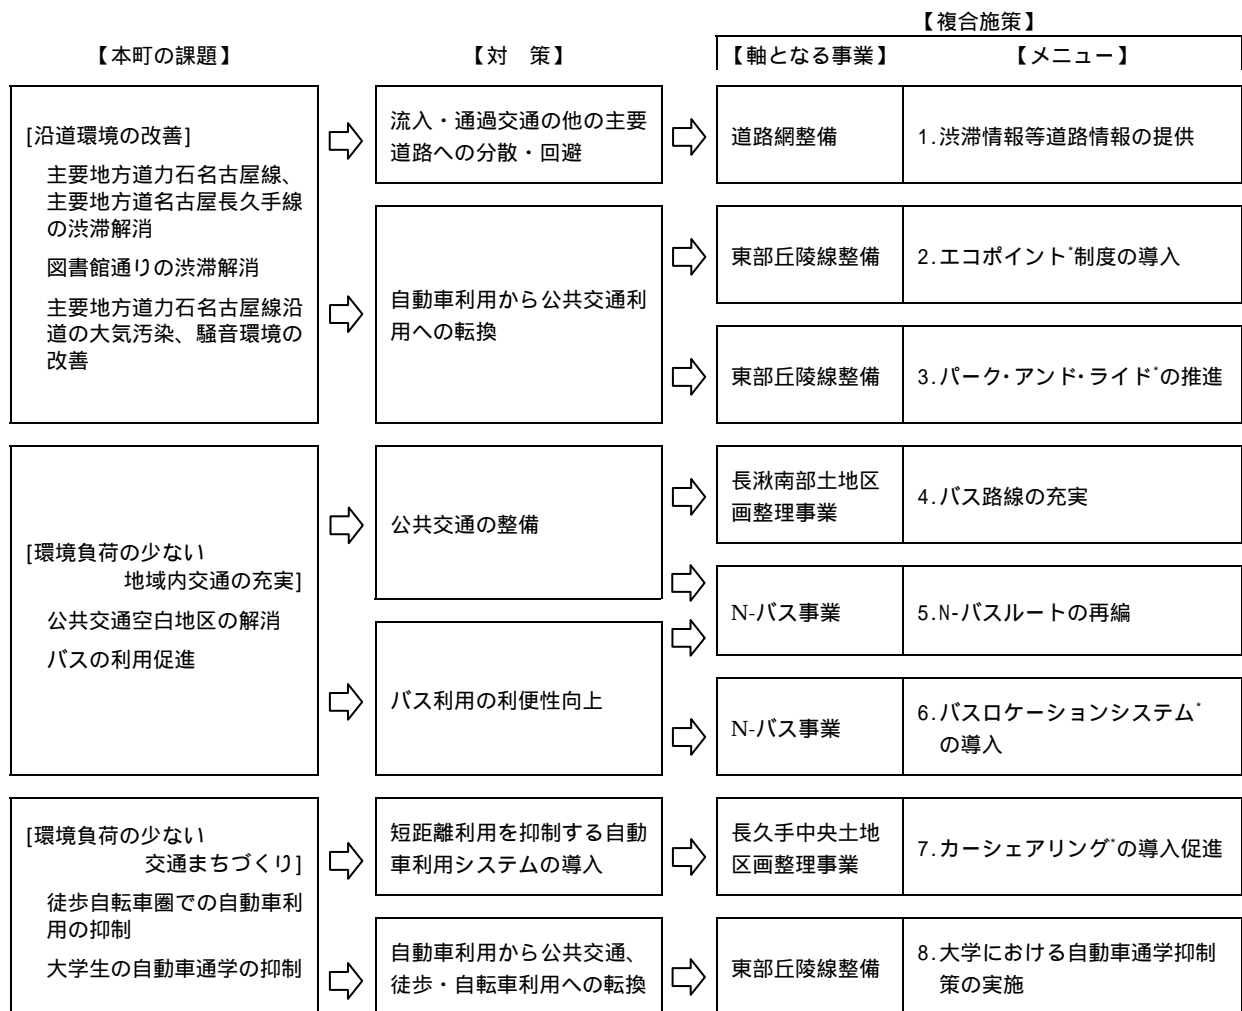 【複合施策】
【本町の課題】
【対　策】
【軸となる事業】
【メニュー】
[沿道環境の改善]
主要地方道力石名古屋線、
主要地方道名古屋長久手線
の渋滞解消
図書館通りの渋滞解消
主要地方道力石名古屋線沿
道の大気汚染、騒音環境の
改善
流入・通過交通の他の主要
道路への分散・回避
道路網整備
1.渋滞情報等道路情報の提供
自動車利用から公共交通利
用への転換
東部丘陵線整備
2.エコポイント*制度の導入
東部丘陵線整備
3.パーク・アンド・ライド*の推進
[環境負荷の少ない
地域内交通の充実]
公共交通空白地区の解消
バスの利用促進
公共交通の整備
長湫南部土地区
画整理事業
4.バス路線の充実
N-バス事業
5.N-バスルートの再編
バス利用の利便性向上
N-バス事業
6.バスロケーションシステム*
の導入
[環境負荷の少ない
交通まちづくり]
徒歩自転車圏での自動車利
用の抑制
大学生の自動車通学の抑制
短距離利用を抑制する自動
車利用システムの導入
長久手中央土地
区画整理事業
7.カーシェアリング*の導入促進
自動車利用から公共交通、
徒歩・自転車利用への転換
東部丘陵線整備
8.大学における自動車通学抑制
策の実施